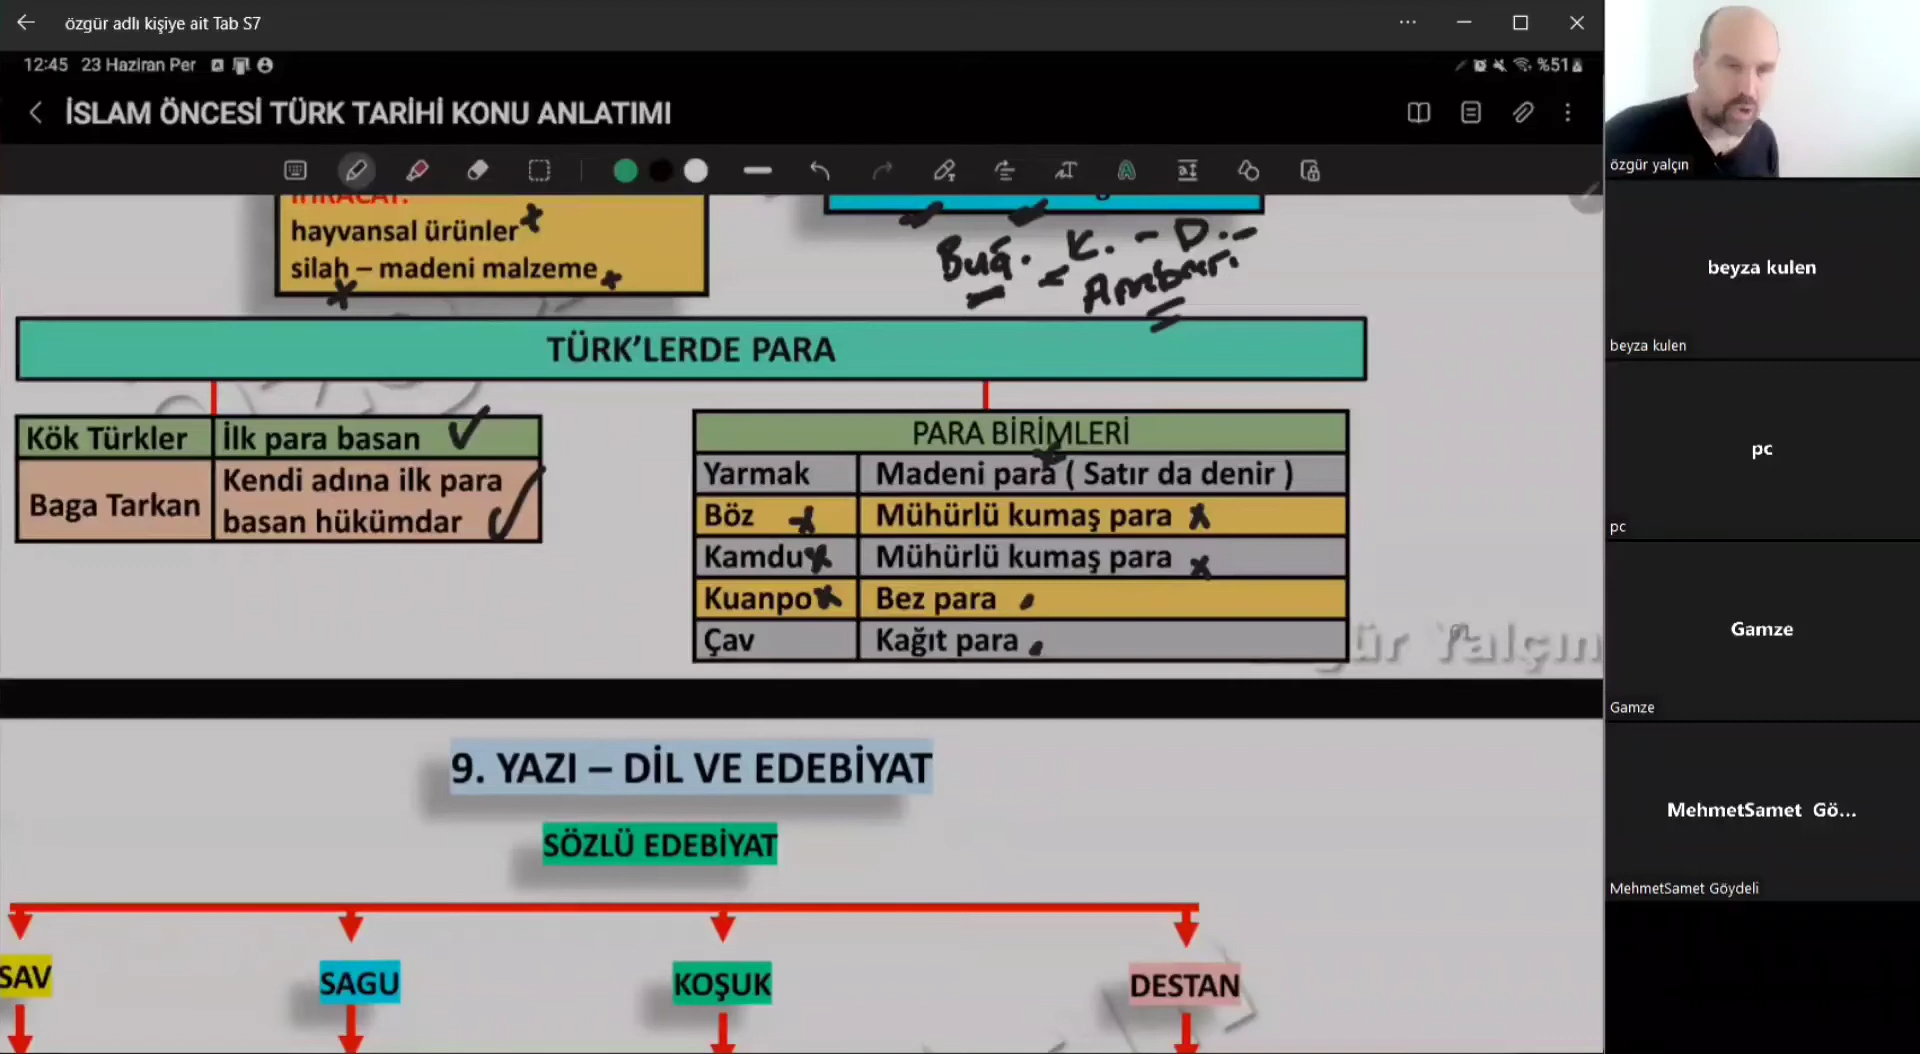 özgür adlı kişiye ait Tab S7
12:45 23 Haziran Per
%51
İSLAM ÖNCESİ TÜRK TARİHİ KONU ANLATIMI
İHRACAT:
hayvansal ürünler
silah – madeni malzeme
Buğ. K. - D. -
Ambarı
TÜRK'LERDE PARA
Kök Türkler İlk para basan
Baga Tarkan Kendi adına ilk para
basan hükümdar
PARA BİRİMLERİ
Yarmak Madeni para ( Satır da denir )
Böz Mühürlü kumaş para
Kamdu Mühürlü kumaş para
Kuanpo Bez para
Çav Kağıt para
gür Yalçın
9. YAZI – DİL VE EDEBİYAT
SÖZLÜ EDEBİYAT
SAV
SAGU
KOŞUK
DESTAN
özgür yalçın
beyza kulen
beyza kulen
pc
pc
Gamze
Gamze
MehmetSamet Gö...
MehmetSamet Göydeli